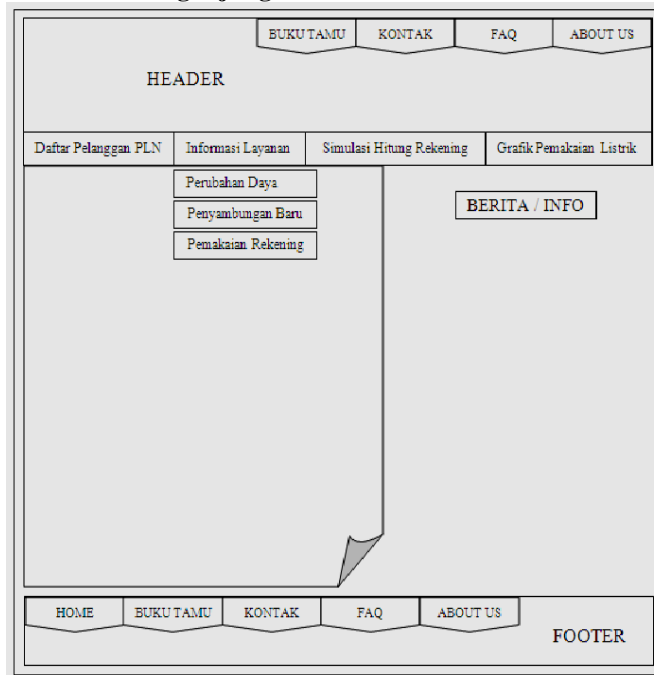 BUKU TAMU KONTAK FAQ ABOUT US
HEADER
Daftar Pelanggan PLN Informasi Layanan Simulasi Hitung Rekening Grafik Pemakaian Listrik
Perubahan Daya
Penyambungan Baru
Pemakaian Rekening
BERITA / INFO
HOME BUKU TAMU KONTAK FAQ ABOUT US
FOOTER